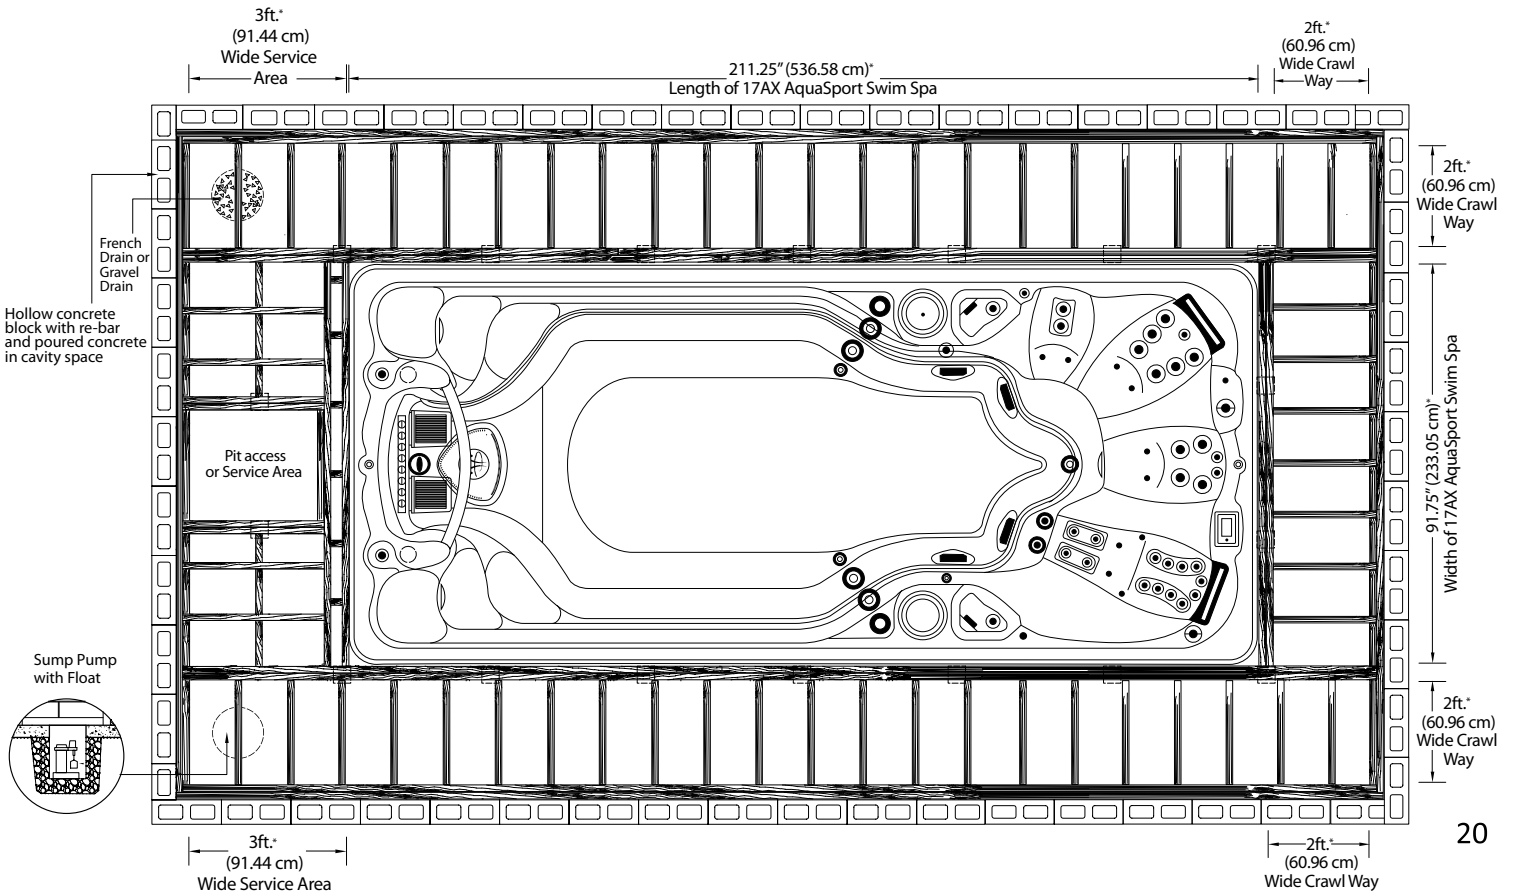 3ft.*
(91.44 cm)
Wide Service
Area
211.25” (536.58 cm)*
Length of 17AX AquaSport Swim Spa
2ft.*
(60.96 cm)
Wide Crawl
Way
2ft.*
(60.96 cm)
Wide Crawl
Way
French
Drain or
Gravel
Drain
Hollow concrete
block with re-bar
and poured concrete
in cavity space
Pit access
or Service Area
91.75” (233.05 cm)*
Width of 17AX AquaSport Swim Spa
Sump Pump
with Float
2ft.*
(60.96 cm)
Wide Crawl
Way
3ft.*
(91.44 cm)
Wide Service Area
2ft.*
(60.96 cm)
Wide Crawl Way
20